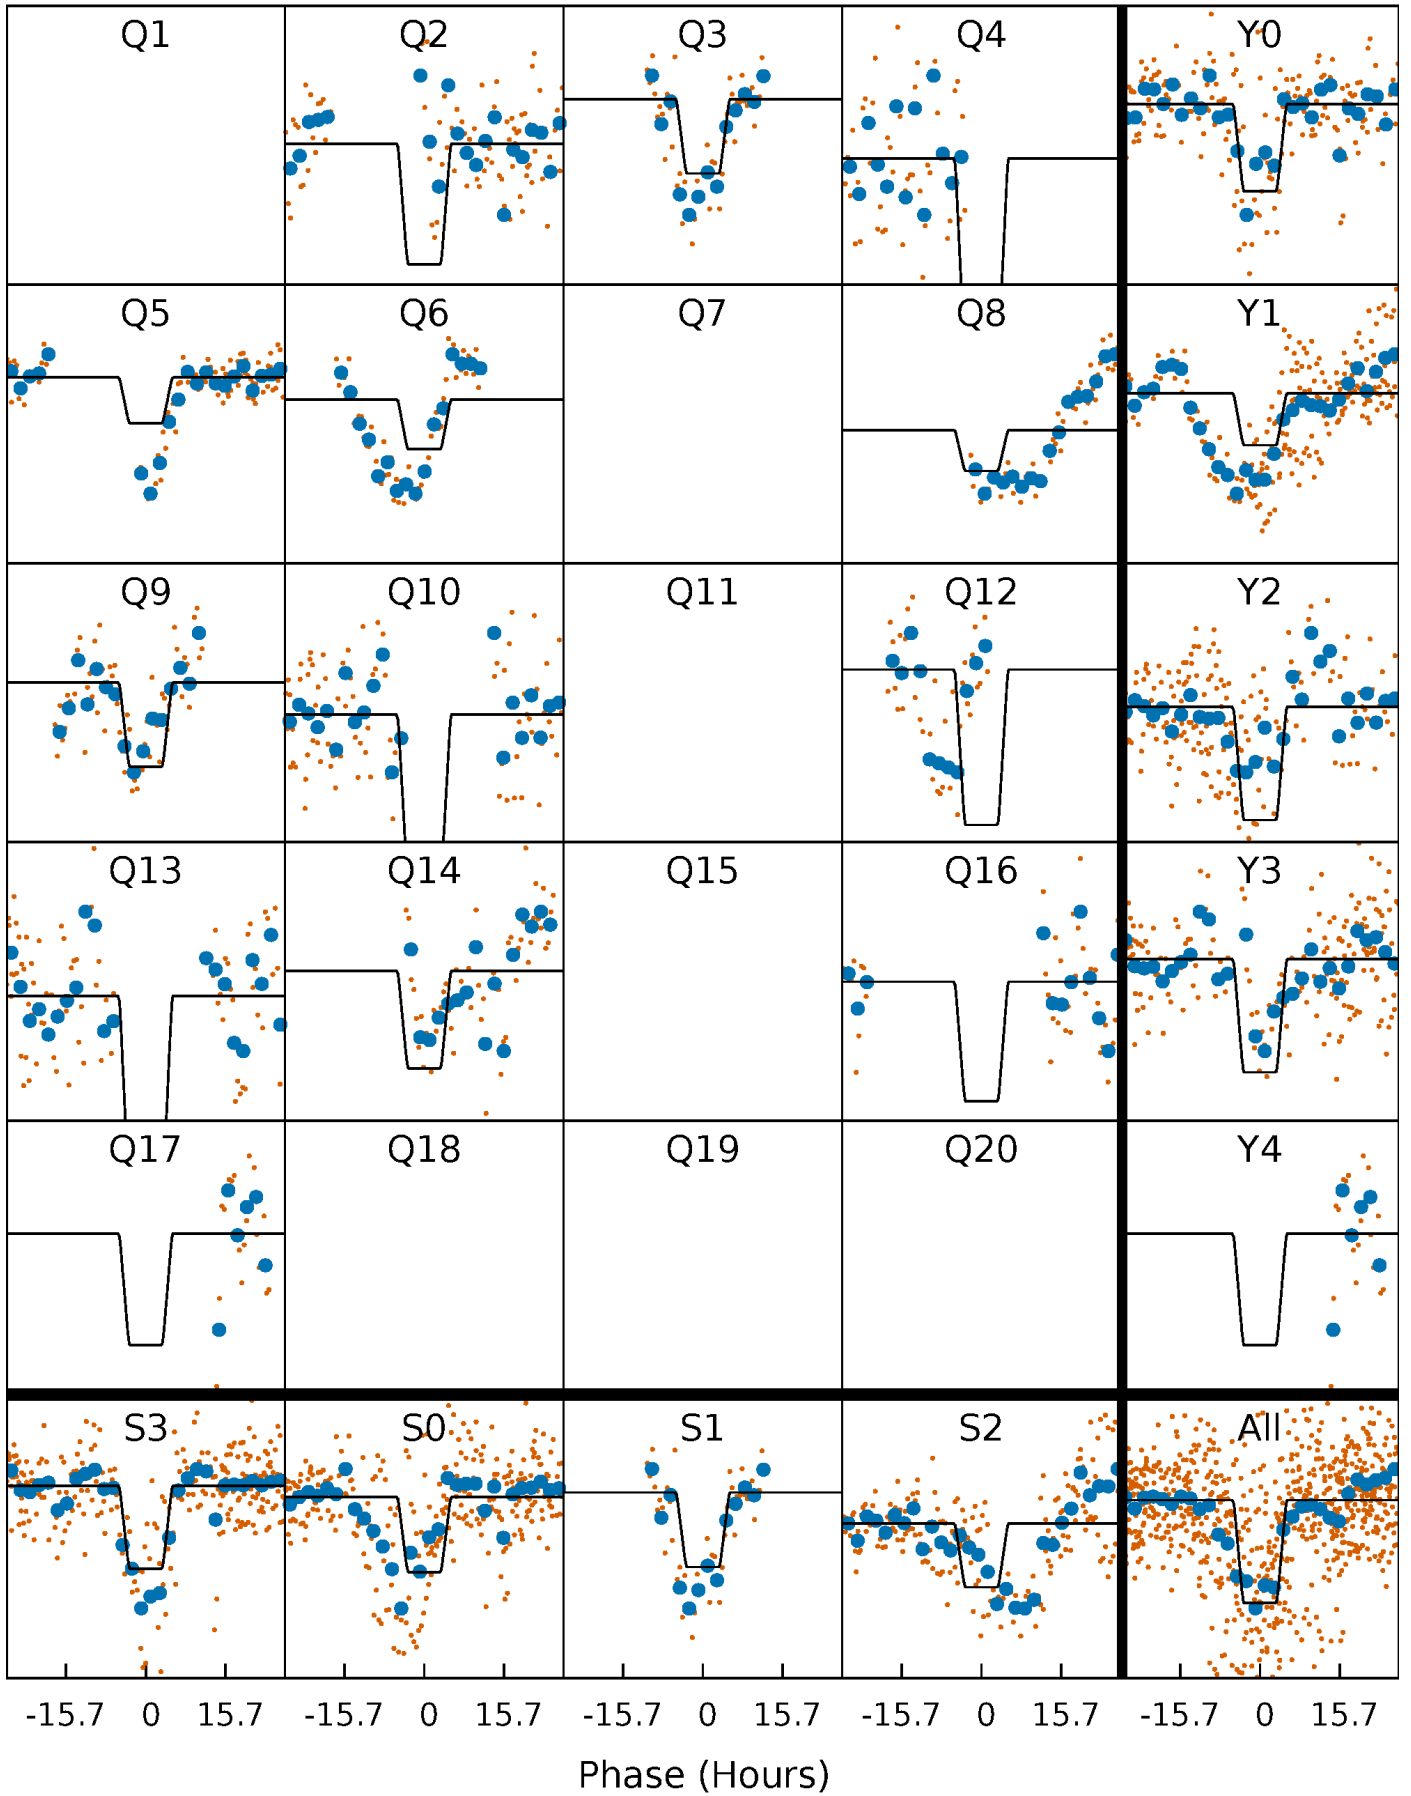 Q1 Q2 Q3 Q4 Y0
Q5 Q6 Q7 Q8 Y1
Q9 Q10 Q11 Q12 Y2
Q13 Q14 Q15 Q16 Y3
Q17 Q18 Q19 Q20 Y4
S3 S0 S1 S2 All
-15.7 0 15.7 -15.7 0 15.7 -15.7 0 15.7 -15.7 0 15.7 -15.7 0 15.7
Phase (Hours)